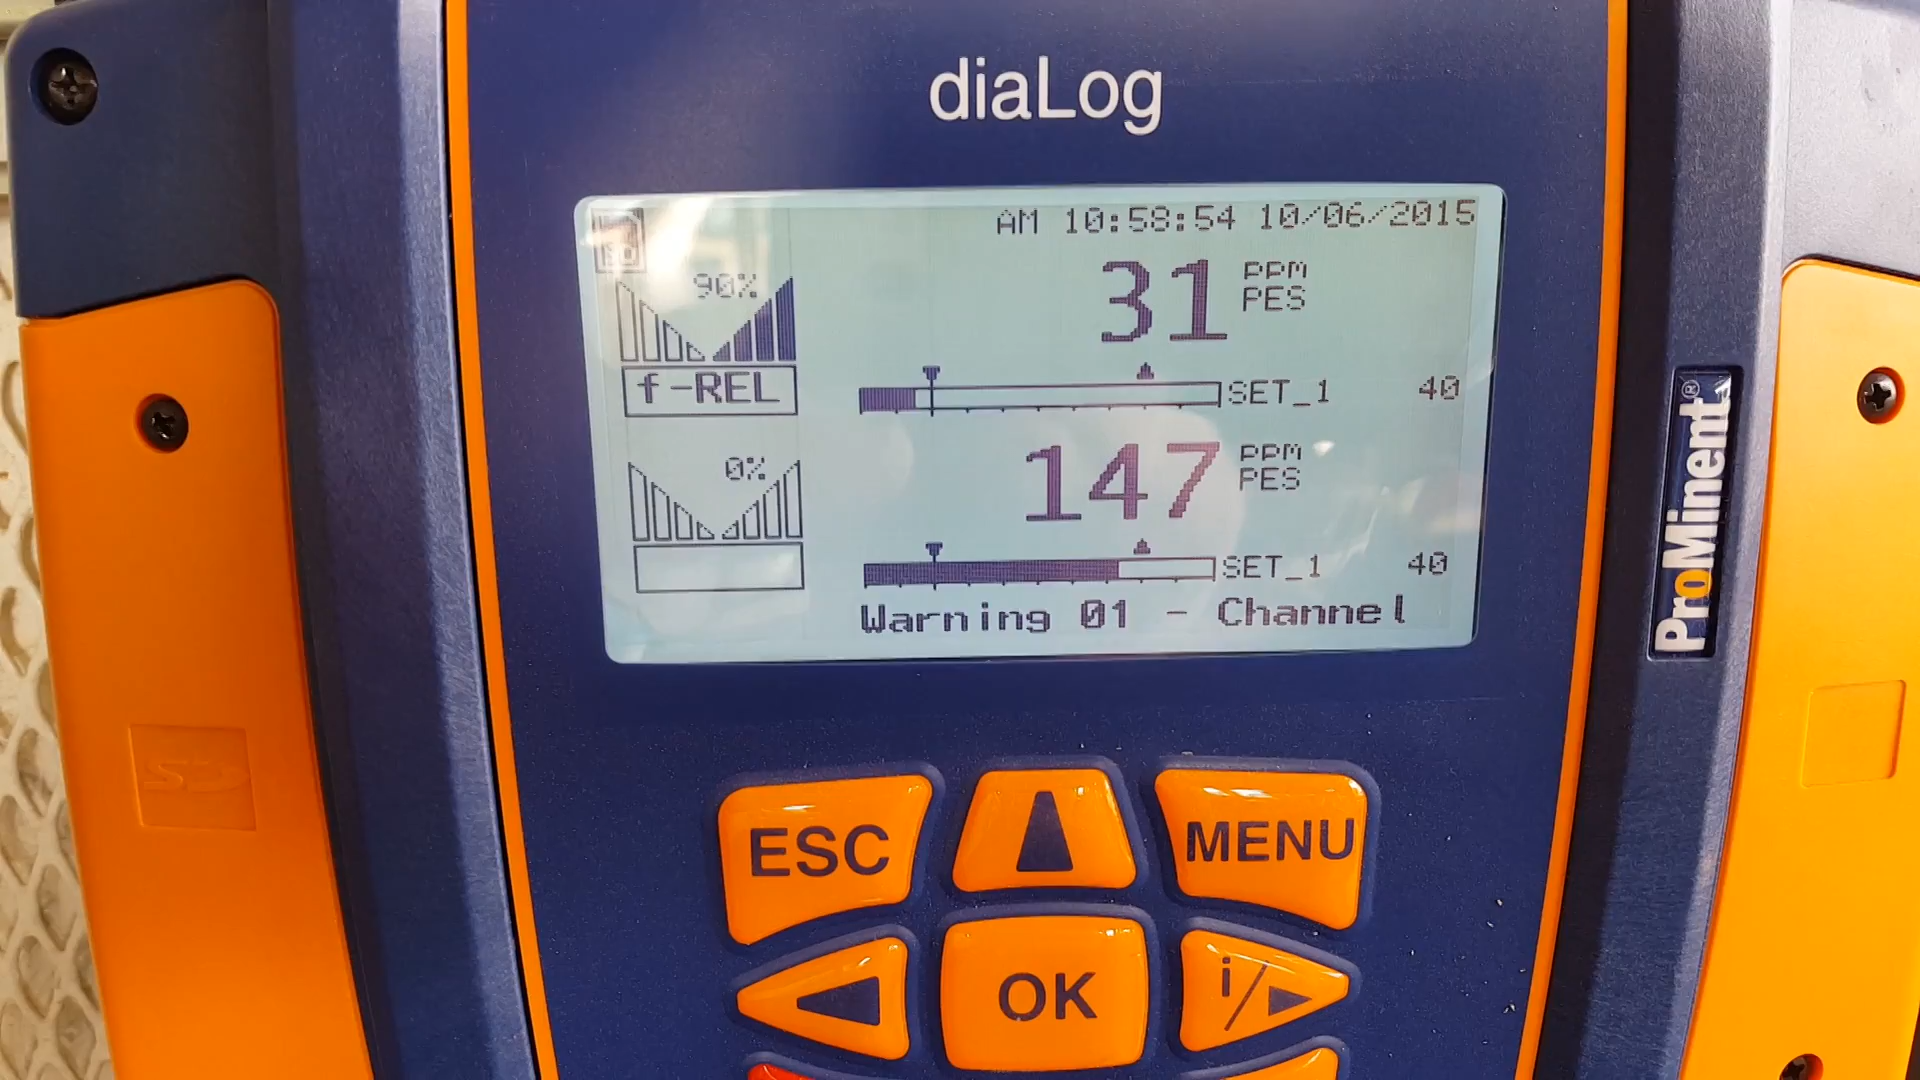 diaLog
AM 10:58:54 10/06/2015
90%
31 ppm
PES
f-REL
SET_1 40
0%
147 ppm
PES
SET_1 40
Warning 01 - Channel
ProMinent®
ESC
MENU
OK
i/